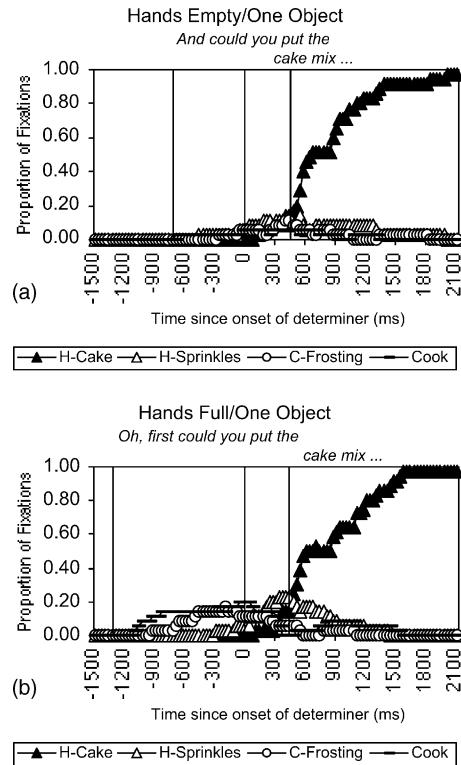 Hands Empty/One Object
And could you put the
cake mix ...
1.00
0.80
0.60
0.40
0.20
0.00
Proportion of Fixations
-1500
-1200
-900
-600
-300
0
300
600
900
1200
1500
1800
2100
(a)
Time since onset of determiner (ms)
H-Cake H-Sprinkles C-Frosting Cook
Hands Full/One Object
Oh, first could you put the
cake mix ...
1.00
0.80
0.60
0.40
0.20
0.00
Proportion of Fixations
-1500
-1200
-900
-600
-300
0
300
600
900
1200
1500
1800
2100
(b)
Time since onset of determiner (ms)
H-Cake H-Sprinkles C-Frosting Cook